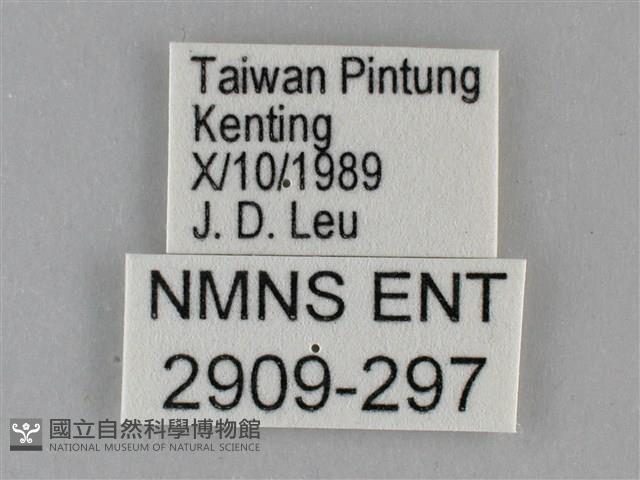 Taiwan Pintung
Kenting
X/10/1989
J. D. Leu
NMNS ENT
2909-297
國立自然科學博物館
NATIONAL MUSEUM OF NATURAL SCIENCE